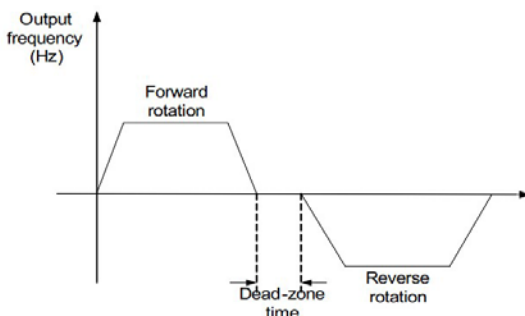 Output
frequency
(Hz)
Forward
rotation
Dead-zone
time
Reverse
rotation